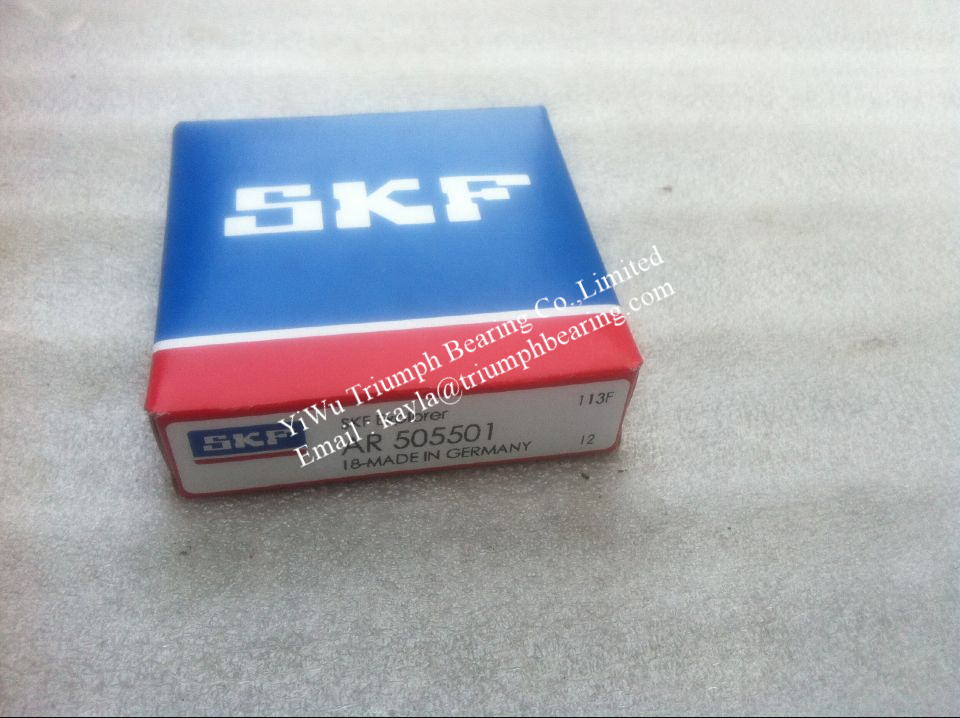 SKF
YiWu Triumph Bearing Co.,Limited
Email : kayla@triumphbearing.com
SKF
SKF Explorer
AR 505501
18-MADE IN GERMANY
113F
12